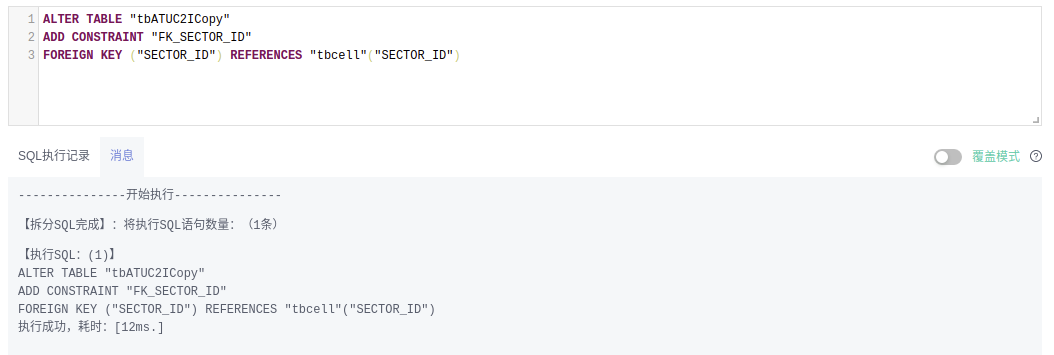 1 ALTER TABLE "tbATUC2ICopy"
2 ADD CONSTRAINT "FK_SECTOR_ID"
3 FOREIGN KEY ("SECTOR_ID") REFERENCES "tbcell"("SECTOR_ID")
SQL执行记录 消息 覆盖模式 ?
---------------开始执行---------------
【拆分SQL完成】：将执行SQL语句数量：（1条）
【执行SQL：(1)】
ALTER TABLE "tbATUC2ICopy"
ADD CONSTRAINT "FK_SECTOR_ID"
FOREIGN KEY ("SECTOR_ID") REFERENCES "tbcell"("SECTOR_ID")
执行成功，耗时：[12ms.]